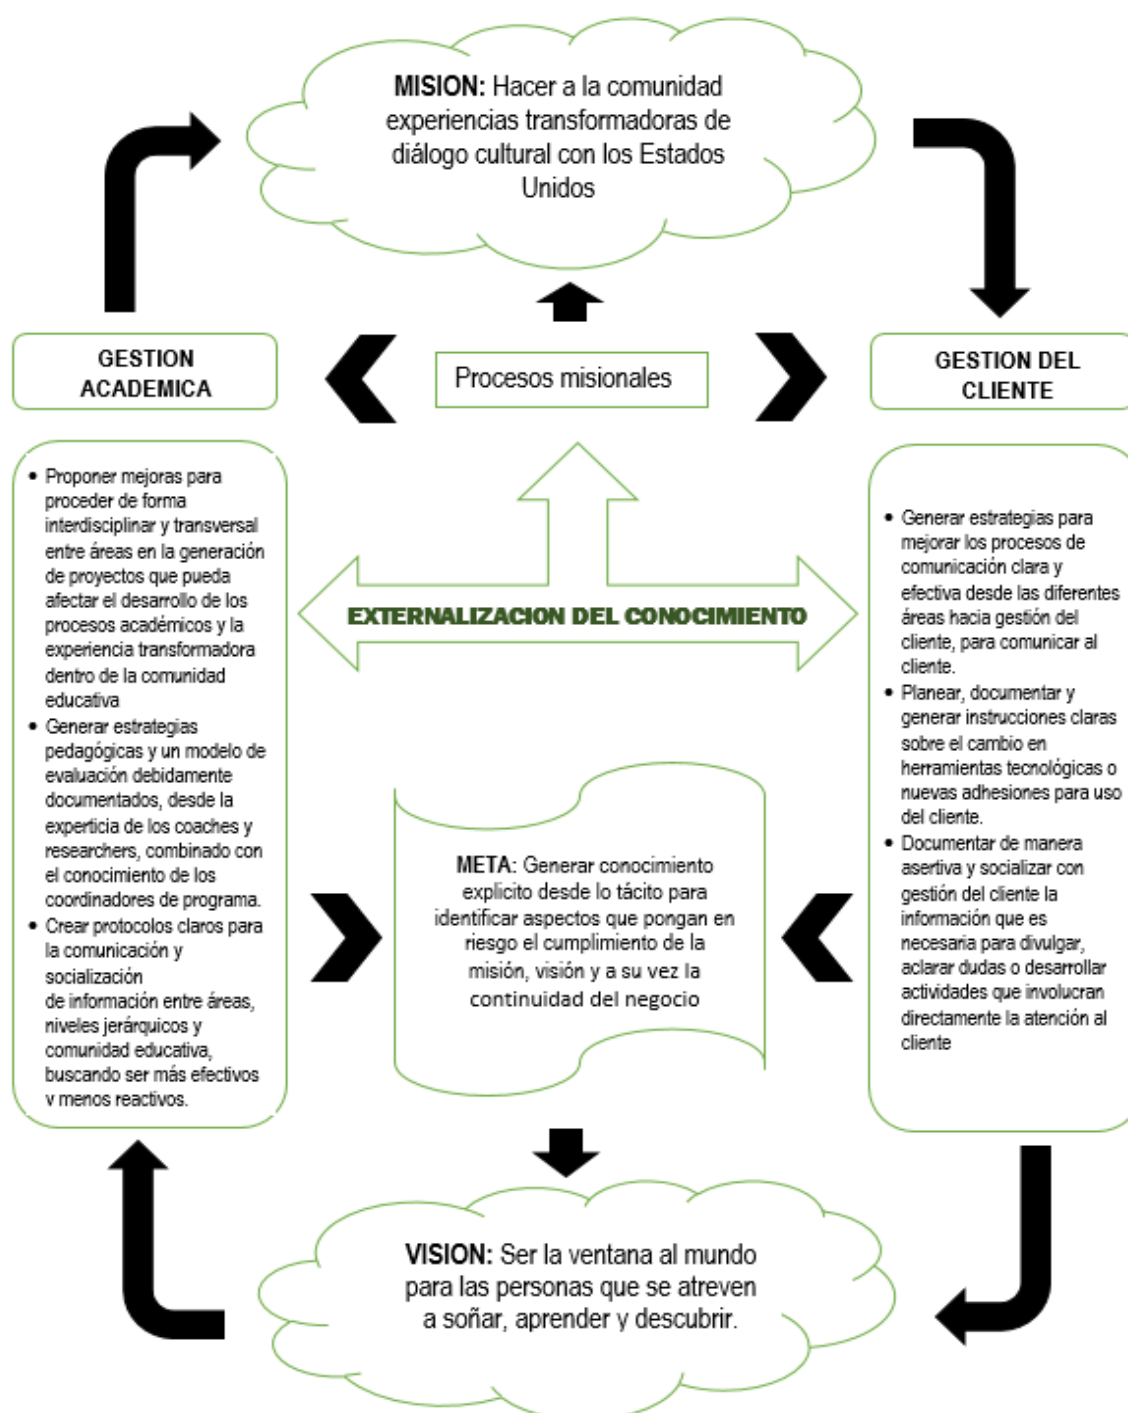 MISION: Hacer a la comunidad
experiencias transformadoras de
diálogo cultural con los Estados
Unidos
GESTION
ACADEMICA
Procesos misionales
GESTION DEL
CLIENTE
• Proponer mejoras para
proceder de forma
interdisciplinar y transversal
entre áreas en la generación
de proyectos que pueda
afectar el desarrollo de los
procesos académicos y la
experiencia transformadora
dentro de la comunidad
educativa
• Generar estrategias
pedagógicas y un modelo de
evaluación debidamente
documentados, desde la
experticia de los coaches y
researchers, combinado con
el conocimiento de los
coordinadores de programa.
• Crear protocolos claros para
la comunicación y
socialización
de información entre áreas,
niveles jerárquicos y
comunidad educativa,
buscando ser más efectivos
y menos reactivos.
EXTERNALIZACION DEL CONOCIMIENTO
META: Generar conocimiento
explicito desde lo tácito para
identificar aspectos que pongan en
riesgo el cumplimiento de la
misión, visión y a su vez la
continuidad del negocio
• Generar estrategias para
mejorar los procesos de
comunicación clara y
efectiva desde las diferentes
áreas hacia gestión del
cliente, para comunicar al
cliente.
• Planear, documentar y
generar instrucciones claras
sobre el cambio en
herramientas tecnológicas o
nuevas adhesiones para uso
del cliente.
• Documentar de manera
asertiva y socializar con
gestión del cliente la
información que es
necesaria para divulgar,
aclarar dudas o desarrollar
actividades que involucran
directamente la atención al
cliente
VISION: Ser la ventana al mundo
para las personas que se atreven
a soñar, aprender y descubrir.